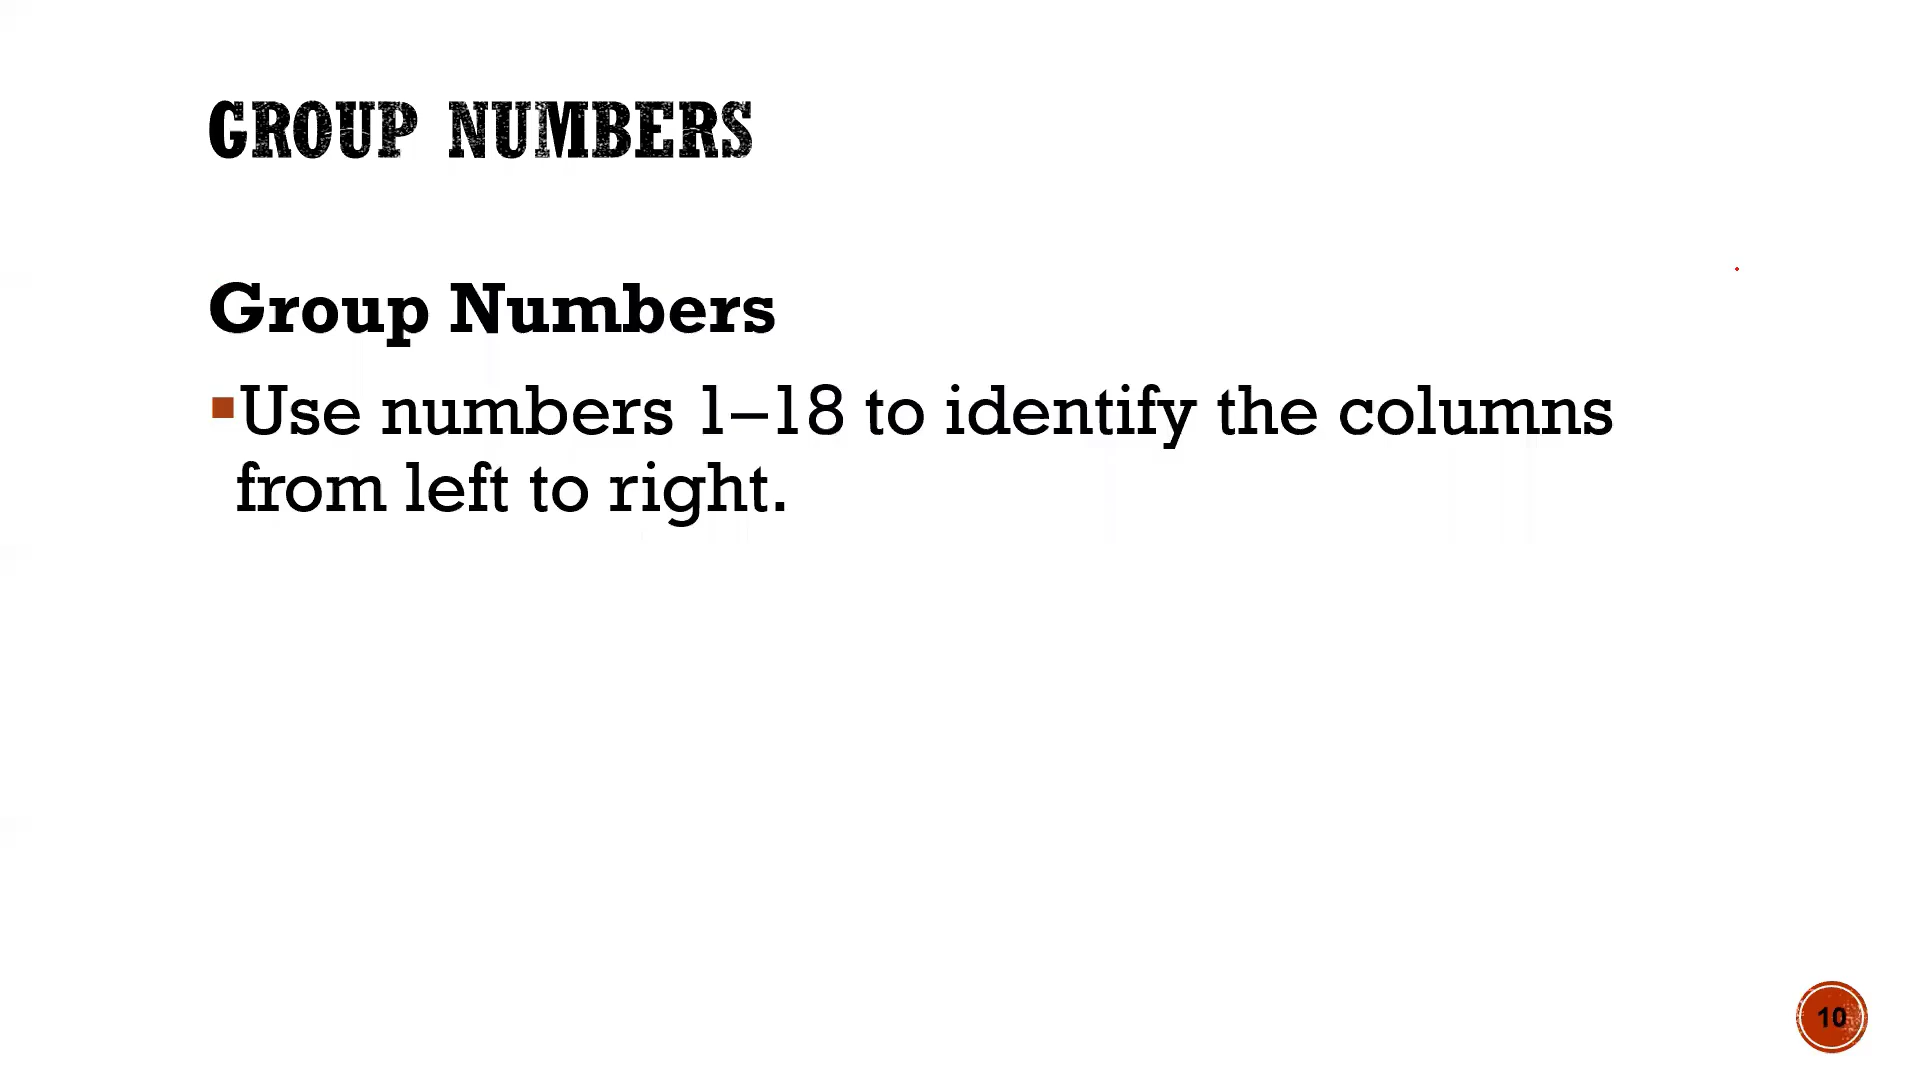 GROUP NUMBERS
Group Numbers
▪Use numbers 1–18 to identify the columns
from left to right.
10